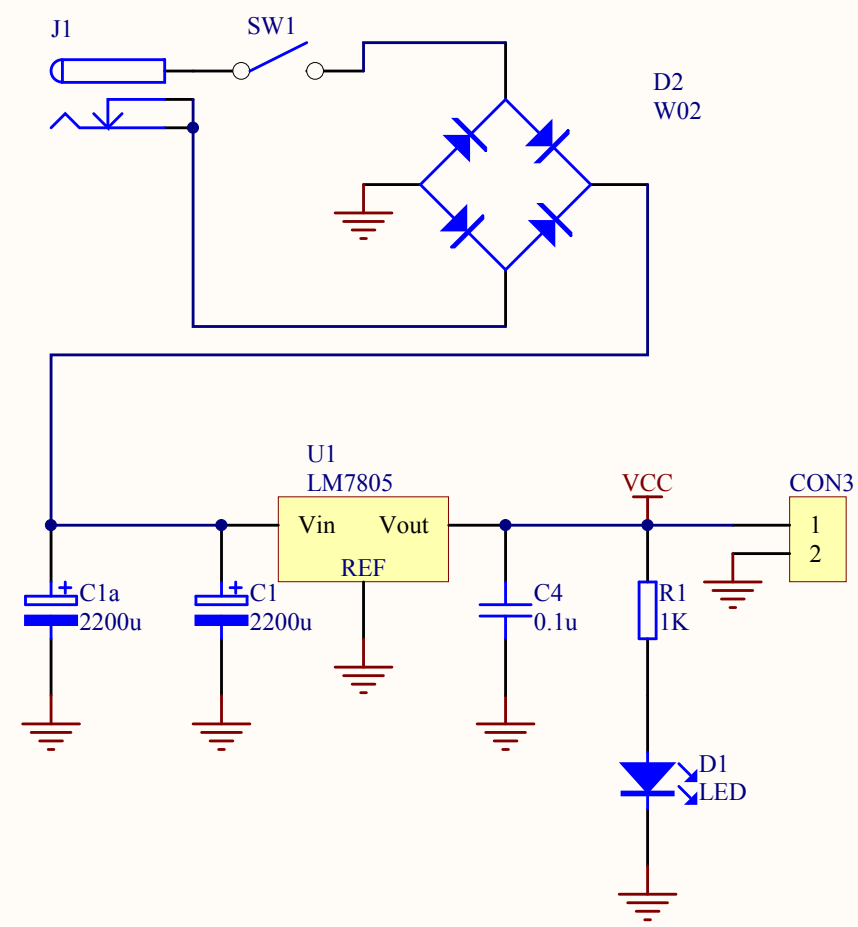 J1
SW1
D2
W02
U1
LM7805
Vin
Vout
REF
VCC
CON3
1
2
C1a
2200u
C1
2200u
C4
0.1u
R1
1K
D1
LED